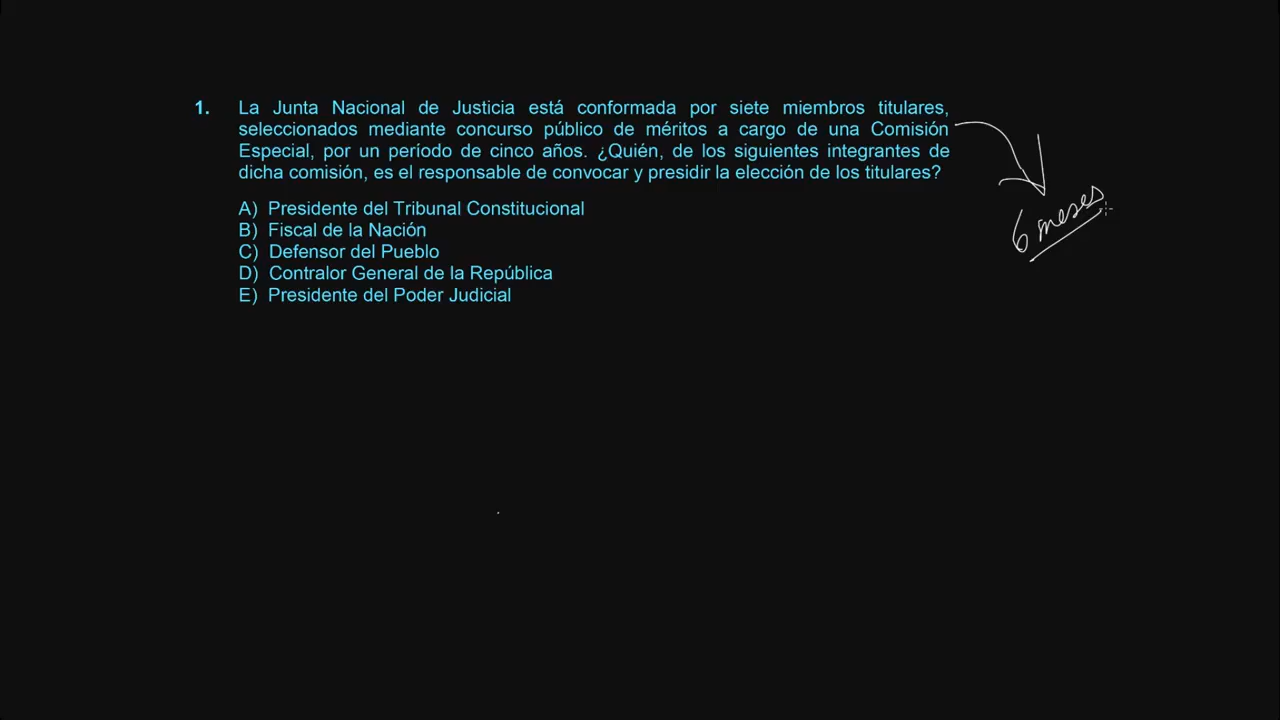 1. La Junta Nacional de Justicia está conformada por siete miembros titulares,
seleccionados mediante concurso público de méritos a cargo de una Comisión
Especial, por un período de cinco años. ¿Quién, de los siguientes integrantes de
dicha comisión, es el responsable de convocar y presidir la elección de los titulares?
A) Presidente del Tribunal Constitucional
B) Fiscal de la Nación
C) Defensor del Pueblo
D) Contralor General de la República
E) Presidente del Poder Judicial
6 meses